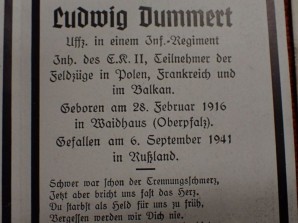 Ludwig Dummert
Uffz. in einem Inf.-Regiment
Inh. des E.K. II, Teilnehmer der
Feldzüge in Polen, Frankreich und
im Balkan.
Geboren am 28. Februar 1916
in Waidhaus (Oberpfalz).
Gefallen am 6. September 1941
in Rußland.
Schwer war schon der Trennungsschmerz,
Jetzt aber bricht uns fast das Herz.
Du starbst als Held für uns zu früh,
Vergessen werden wir Dich nie.